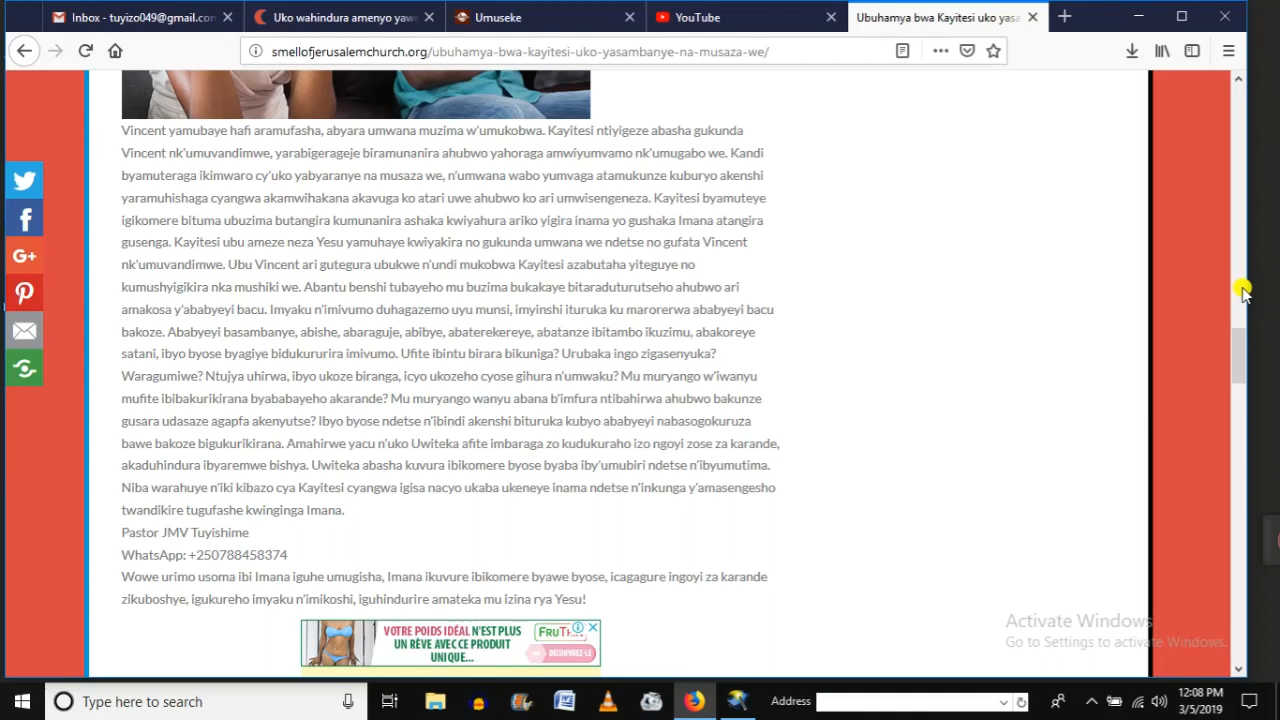 Inbox - tuyizo049@gmail.con
Uko wahindura amenyo yawe
Umuseke
YouTube
Ubuhamya bwa Kayitesi uko yasa
smellofjerusalemchurch.org/ubuhamya-bwa-kayitesi-uko-yasambanye-na-musaza-we/
Vincent yamubaye hafi aramufasha, abyara umwana muzima w'umukobwa. Kayitesi ntiyigeze abasha gukunda
Vincent nk'umuvandimwe, yarabigerageje biramunanira ahubwo yahoraga amwiyumvamo nk'umugabo we. Kandi
byamuteraga ikimwaro cy'uko yabyaranye na musaza we, n'umwana wabo yumvaga atamukunze kuburyo akenshi
yaramuhishaga cyangwa akamwihakana akavuga ko atari uwe ahubwo ko ari umwisengeneza. Kayitesi byamuteye
igikomere bituma ubuzima butangira kumunanira ashaka kwiyahura ariko yigira inama yo gushaka Imana atangira
gusenga. Kayitesi ubu ameze neza Yesu yamuhaye kwiyakira no gukunda umwana we ndetse no gufata Vincent
nk'umuvandimwe. Ubu Vincent ari gutegura ubukwe n'undi mukobwa Kayitesi azabutaha yiteguye no
kumushyigikira nka mushiki we. Abantu benshi tubayeho mu buzima bukakaye bitaraduturutseho ahubwo ari
amakosa y'ababyeyi bacu. Imyaku n'imivumo duhagazemo uyu munsi, imyinshi ituruka ku marorerwa ababyeyi bacu
bakoze. Ababyeyi basambanye, abishe, abaraguje, abibye, abaterekereye, abatanze ibitambo ikuzimu, abakoreye
satani, ibyo byose byagiye bidukururira imivumo. Ufite ibintu birara bikuniga? Urubaka ingo zigasenyuka?
Waragumiwe? Ntujya uhirwa, ibyo ukoze biranga, icyo ukozeho cyose gihura n'umwaku? Mu muryango w'iwanyu
mufite ibibakurikirana byababayeho akarande? Mu muryango wanyu abana b'imfura ntibahirwa ahubwo bakunze
gusara udasaze agapfa akenyutse? Ibyo byose ndetse n'ibindi akenshi bituruka kubyo ababyeyi nabasogokuruza
bawe bakoze bigukurikirana. Amahirwe yacu n'uko Uwiteka afite imbaraga zo kudukuraho izo ngoyi zose za karande,
akaduhindura ibyaremwe bishya. Uwiteka abasha kuvura ibikomere byose byaba iby'umubiri ndetse n'ibyumutima.
Niba warahuye n'iki kibazo cya Kayitesi cyangwa igisa nacyo ukaba ukeneye inama ndetse n'inkunga y'amasengesho
twandikire tugufashe kwinginga Imana.
Pastor JMV Tuyishime
WhatsApp: +250788458374
Wowe urimo usoma ibi Imana iguhe umugisha, Imana ikuvure ibikomere byawe byose, icagagure ingoyi za karande
zikuboshye, igukureho imyaku n'imikoshi, iguhindurire amateka mu izina rya Yesu!
VOTRE POIDS IDÉAL N'EST PLUS
UN RÊVE AVEC CE PRODUIT
UNIQUE...
DECOUVREZ-LE
Activate Windows
Go to Settings to activate Windows.
G+
Type here to search
Address
12:08 PM
3/5/2019